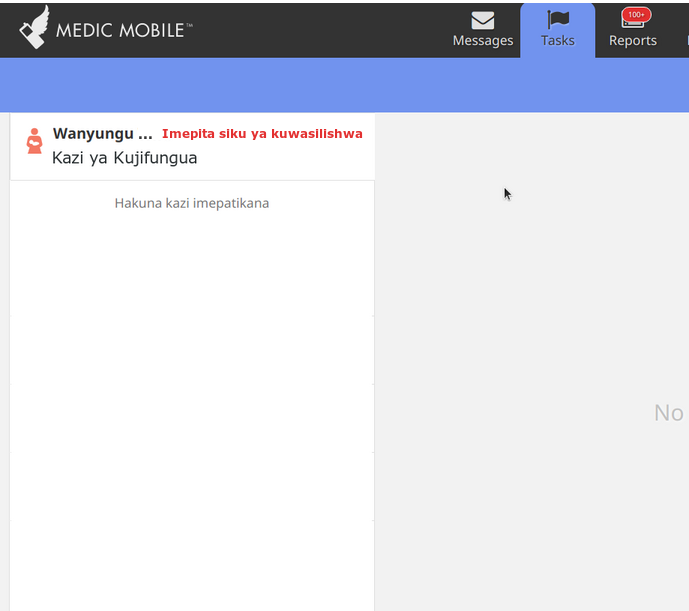 MEDIC MOBILE™
Messages
Tasks
100+
Reports
Wanyungu ... Imepita siku ya kuwasilishwa
Kazi ya Kujifungua
Hakuna kazi imepatikana
No